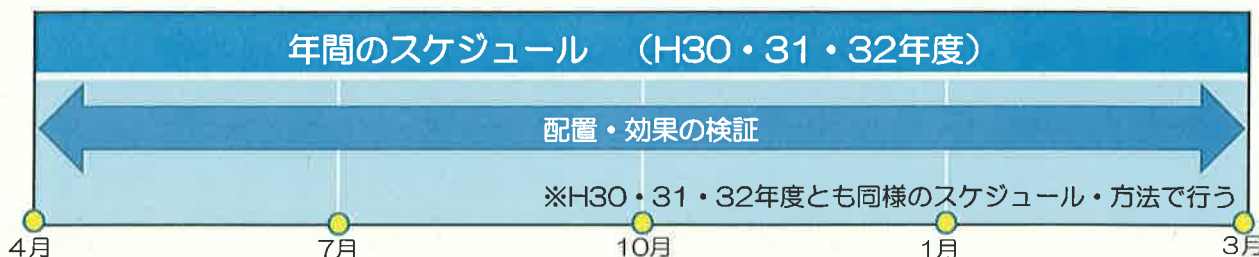 年間のスケジュール　（H30・31・32年度）
配置・効果の検証
※H30・31・32年度とも同様のスケジュール・方法で行う
4月　7月　10月　1月　3月